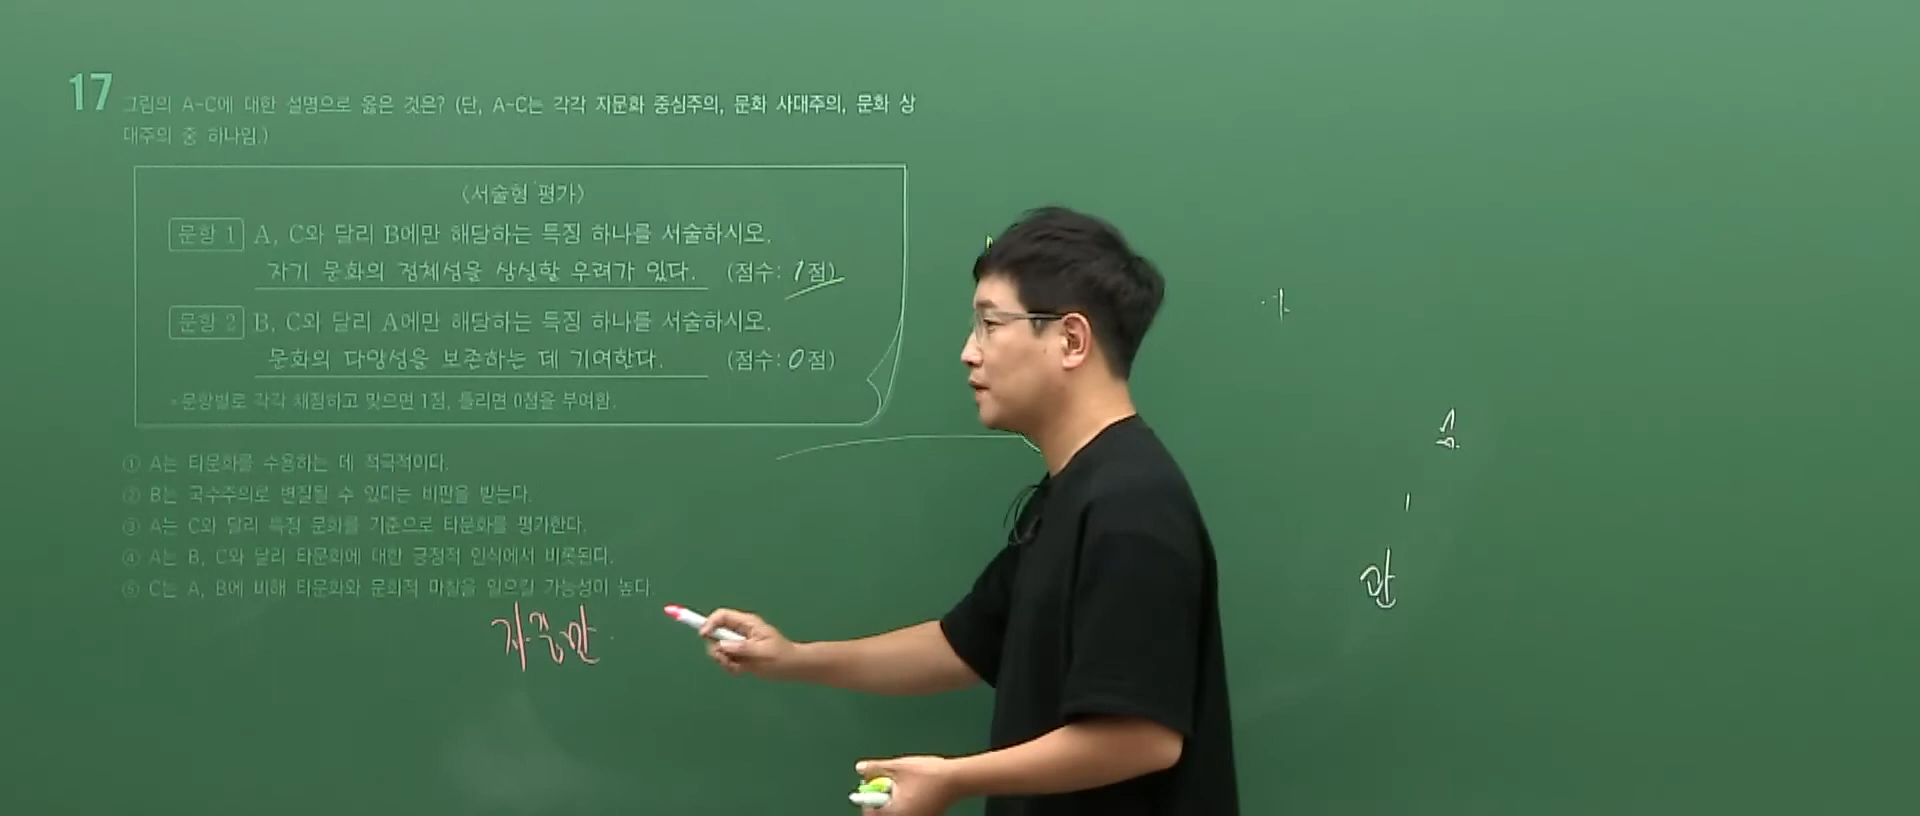 17 그림의 A~C에 대한 설명으로 옳은 것은? (단, A~C는 각각 자문화 중심주의, 문화 사대주의, 문화 상
대주의 중 하나임.)
〈서술형 평가〉
문항 1 A, C와 달리 B에만 해당하는 특징 하나를 서술하시오.
자기 문화의 정체성을 상실할 우려가 있다. (점수: 1점)
문항 2 B, C와 달리 A에만 해당하는 특징 하나를 서술하시오.
문화의 다양성을 보존하는 데 기여한다. (점수: 0점)
* 문항별로 각각 채점하고 맞으면 1점, 틀리면 0점을 부여함.
① A는 타문화를 수용하는 데 적극적이다.
② B는 국수주의로 변질될 수 있다는 비판을 받는다.
③ A는 C와 달리 특정 문화를 기준으로 타문화를 평가한다.
④ A는 B, C와 달리 타문화에 대한 긍정적 인식에서 비롯된다.
⑤ C는 A, B에 비해 타문화와 문화적 마찰을 일으킬 가능성이 높다.